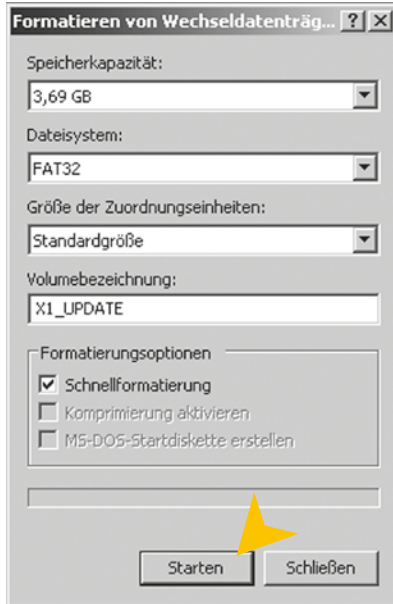 Formatieren von Wechseldatenträg...
Speicherkapazität:
3,69 GB
Dateisystem:
FAT32
Größe der Zuordnungseinheiten:
Standardgröße
Volumebezeichnung:
X1_UPDATE
Formatierungsoptionen
Schnellformatierung
Komprimierung aktivieren
MS-DOS-Startdiskette erstellen
Starten
Schließen